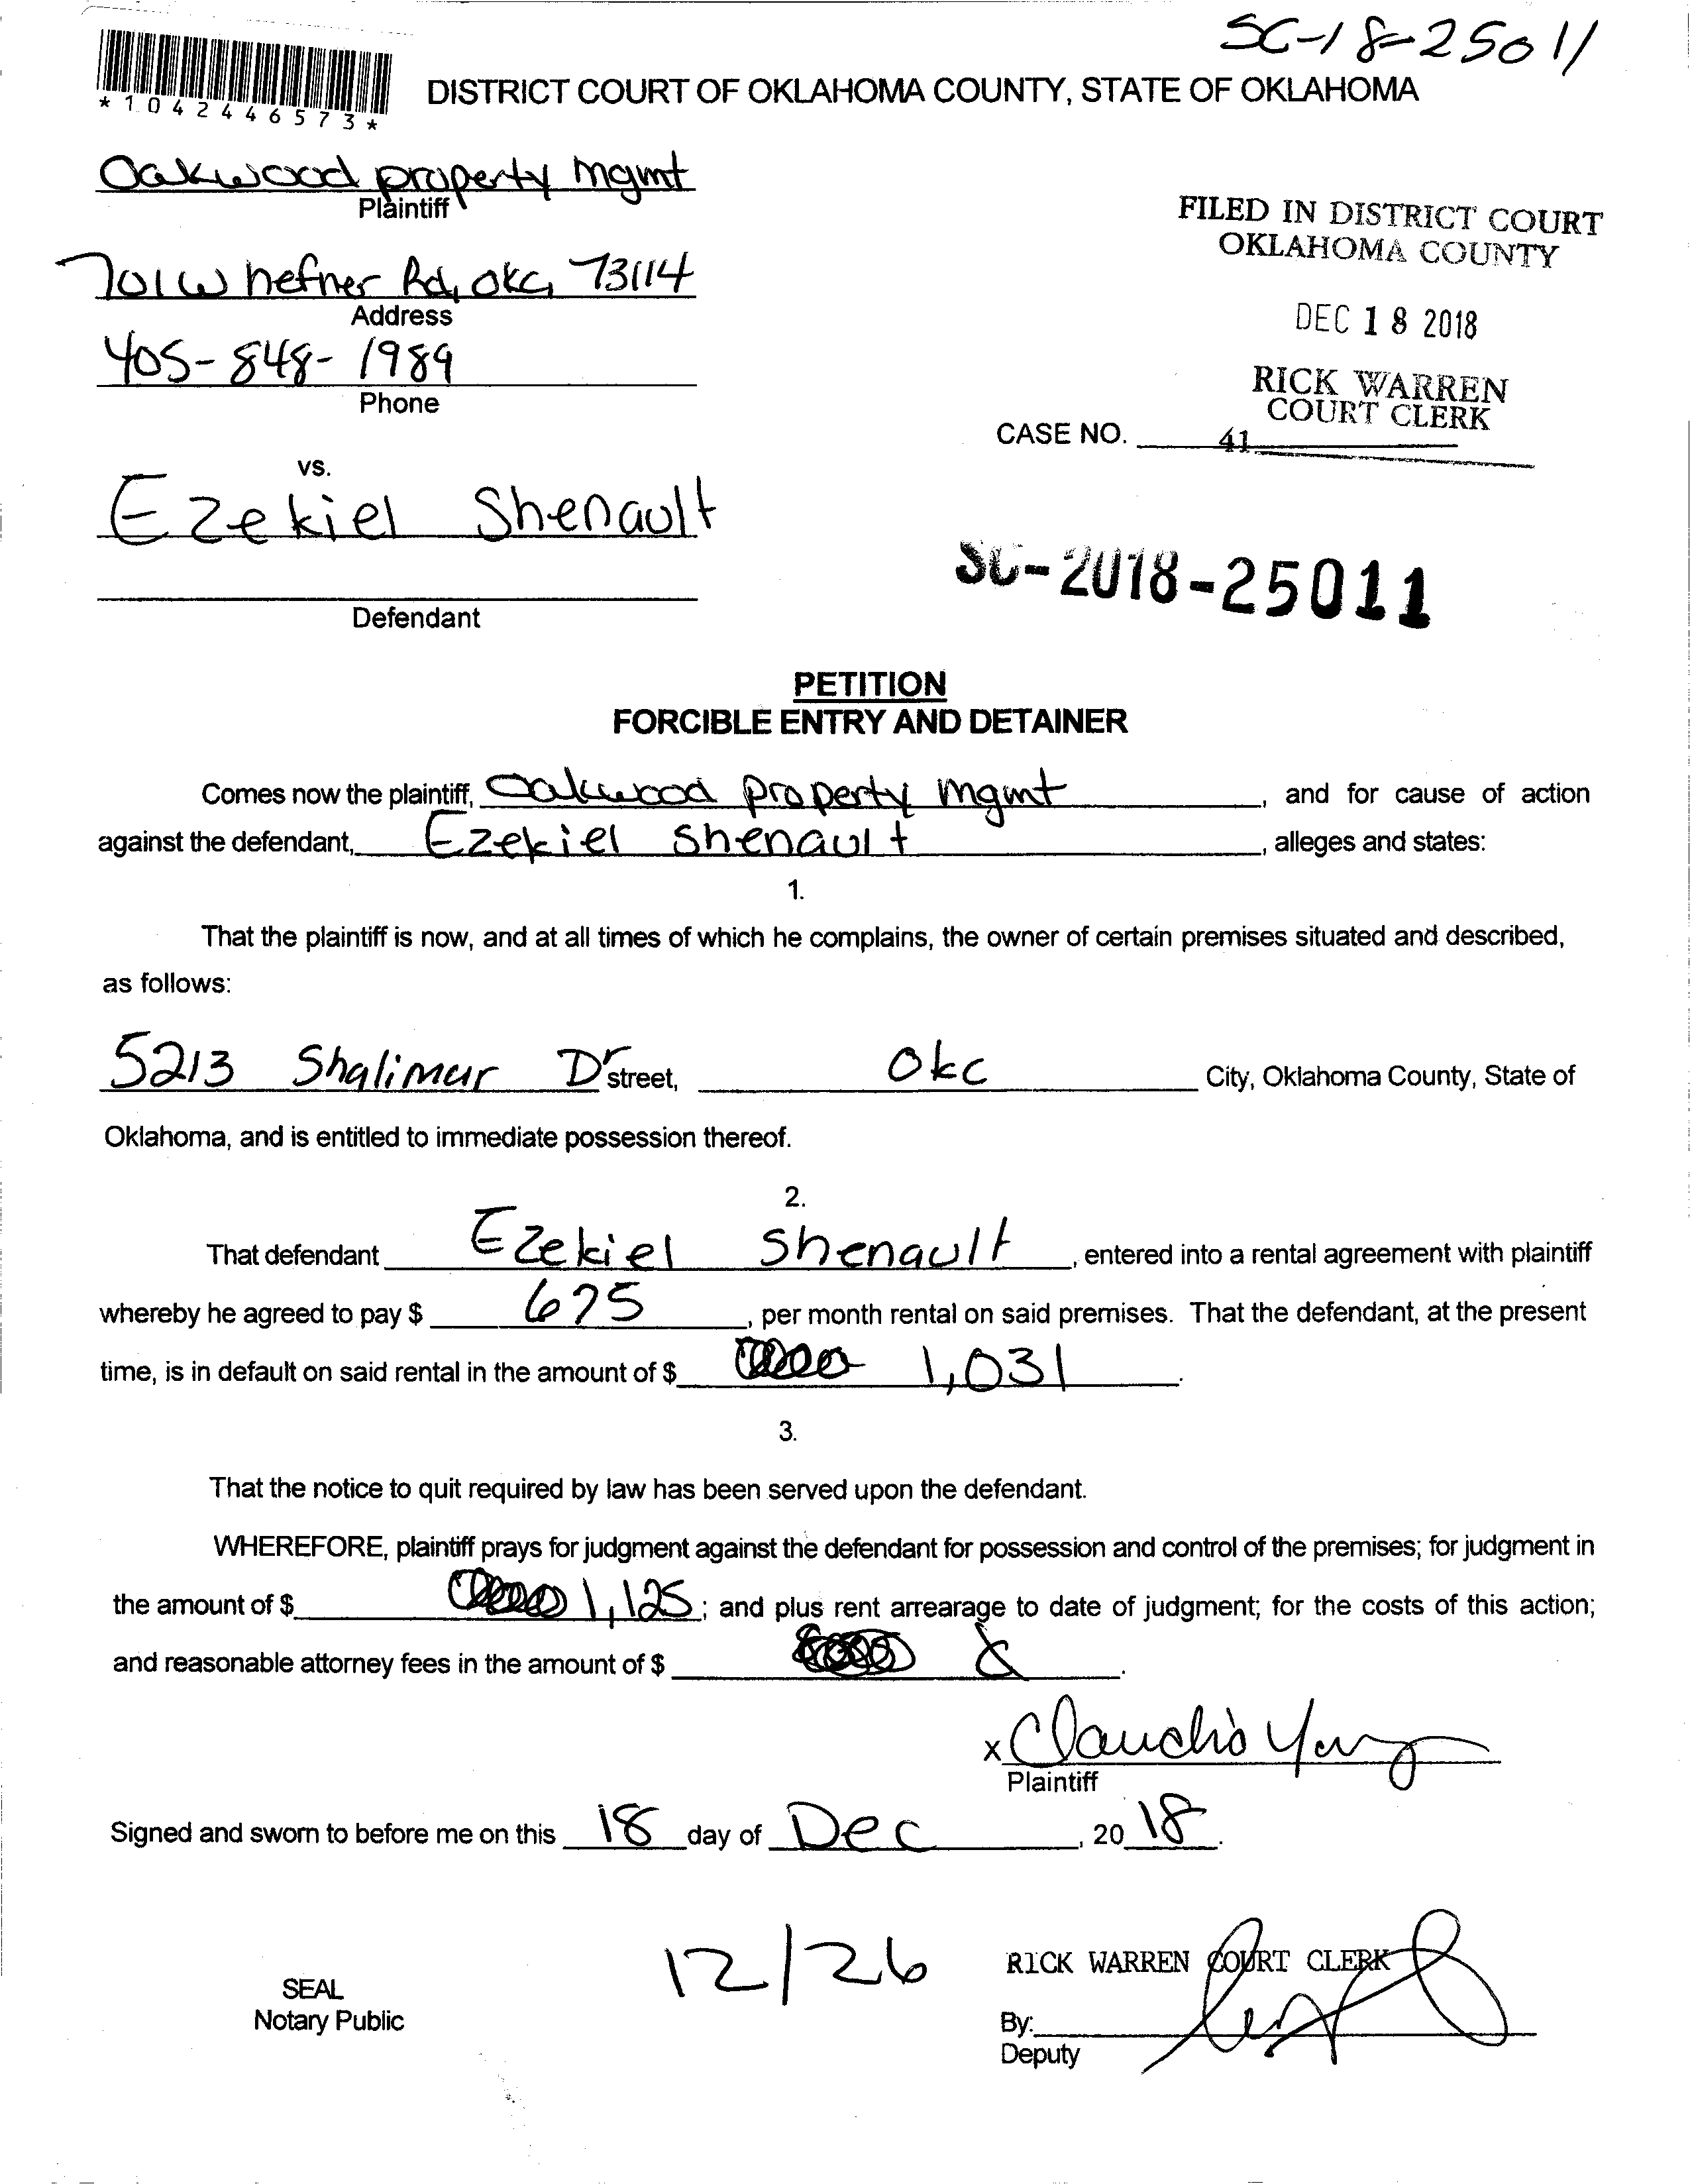 SC-18-25011
*1042446573*
DISTRICT COURT OF OKLAHOMA COUNTY, STATE OF OKLAHOMA
Oakwood property mgmt
Plaintiff
701 W hefner Rd, okc, 73114
Address
405-848-1989
Phone
FILED IN DISTRICT COURT
OKLAHOMA COUNTY
DEC 18 2018
RICK WARREN
COURT CLERK
CASE NO. 41
vs.
Ezekiel Shenault
Defendant
SC-2018-25011
PETITION
FORCIBLE ENTRY AND DETAINER
Comes now the plaintiff, Oakwood property mgmt, and for cause of action
against the defendant, Ezekiel Shenault, alleges and states:
1.
That the plaintiff is now, and at all times of which he complains, the owner of certain premises situated and described,
as follows:
5213 Shalimar Dr street, Okc City, Oklahoma County, State of
Oklahoma, and is entitled to immediate possession thereof.
2.
That defendant Ezekiel Shenault, entered into a rental agreement with plaintiff
whereby he agreed to pay $ 675, per month rental on said premises. That the defendant, at the present
time, is in default on said rental in the amount of $ 1,031.
3.
That the notice to quit required by law has been served upon the defendant.
WHEREFORE, plaintiff prays for judgment against the defendant for possession and control of the premises; for judgment in
the amount of $ 1,125; and plus rent arrearage to date of judgment; for the costs of this action;
and reasonable attorney fees in the amount of $ .
x Claudio
Plaintiff
Signed and sworn to before me on this 18 day of Dec, 20 18.
12/26
RICK WARREN COURT CLERK
SEAL
Notary Public
By:
Deputy